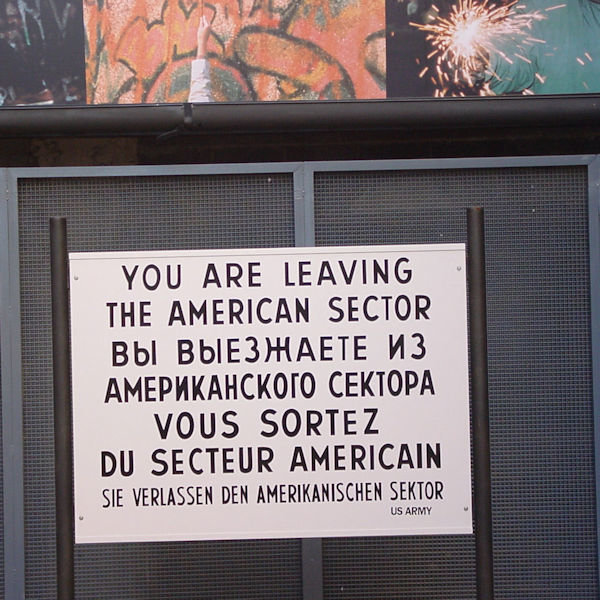 YOU ARE LEAVING
THE AMERICAN SECTOR
ВЫ ВЫЕЗЖАЕТЕ ИЗ
АМЕРИКАНСКОГО СЕКТОРА
VOUS SORTEZ
DU SECTEUR AMERICAIN
SIE VERLASSEN DEN AMERIKANISCHEN SEKTOR
US ARMY